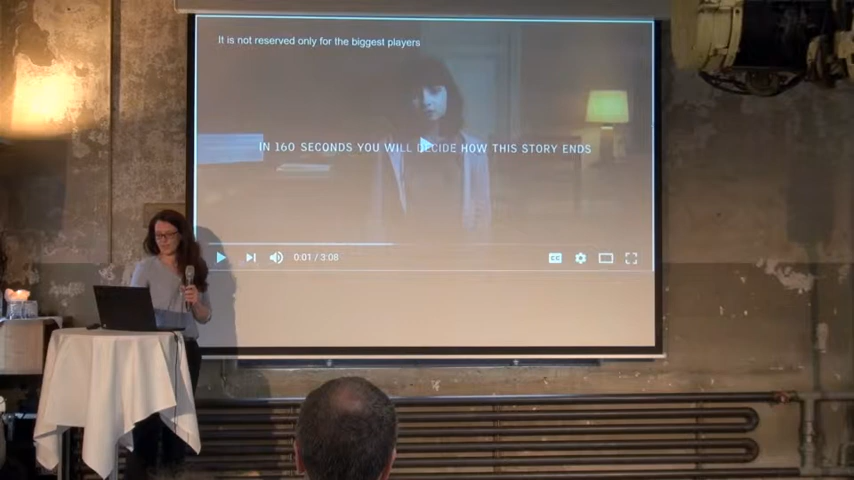 It is not reserved only for the biggest players
IN 160 SECONDS YOU WILL DECIDE HOW THIS STORY ENDS
0:01 / 3:08
CC